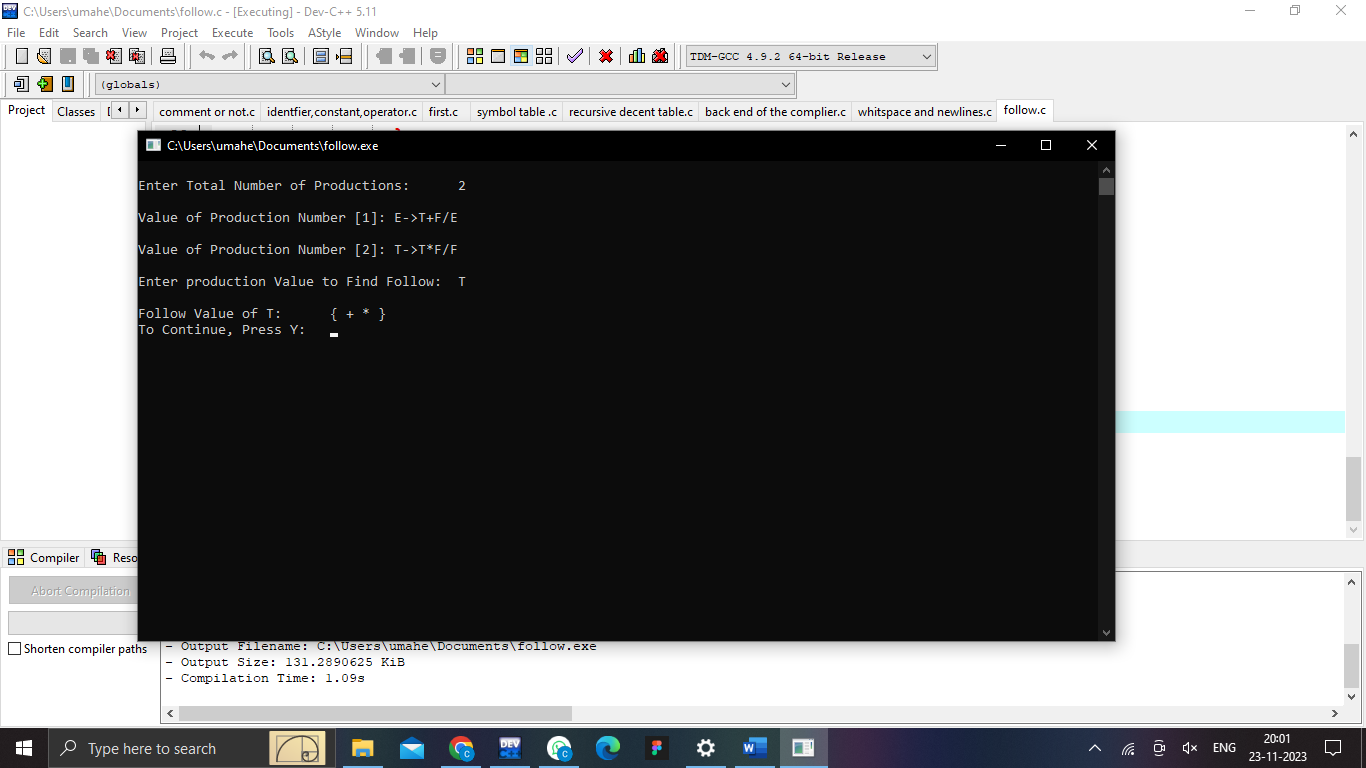 C:\Users\umahe\Documents\follow.c - [Executing] - Dev-C++ 5.11
File Edit Search View Project Execute Tools AStyle Window Help
TDM-GCC 4.9.2 64-bit Release
(globals)
Project Classes comment or not.c identfier,constant,operator.c first.c symbol table .c recursive decent table.c back end of the complier.c whitspace and newlines.c follow.c
C:\Users\umahe\Documents\follow.exe
Enter Total Number of Productions: 2
Value of Production Number [1]: E->T+F/E
Value of Production Number [2]: T->T*F/F
Enter production Value to Find Follow: T
Follow Value of T: { + * }
To Continue, Press Y:
Compiler Reso
Abort Compilation
Shorten compiler paths
- Output Filename: C:\Users\umahe\Documents\follow.exe
- Output Size: 131.2890625 KiB
- Compilation Time: 1.09s
Type here to search
ENG
20:01
23-11-2023